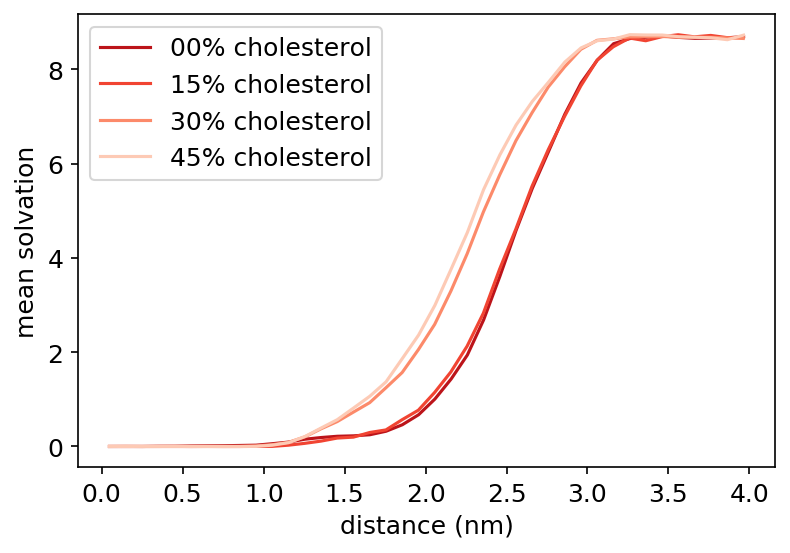 00% cholesterol
15% cholesterol
30% cholesterol
45% cholesterol
mean solvation
8
6
4
2
0
0.0 0.5 1.0 1.5 2.0 2.5 3.0 3.5 4.0
distance (nm)